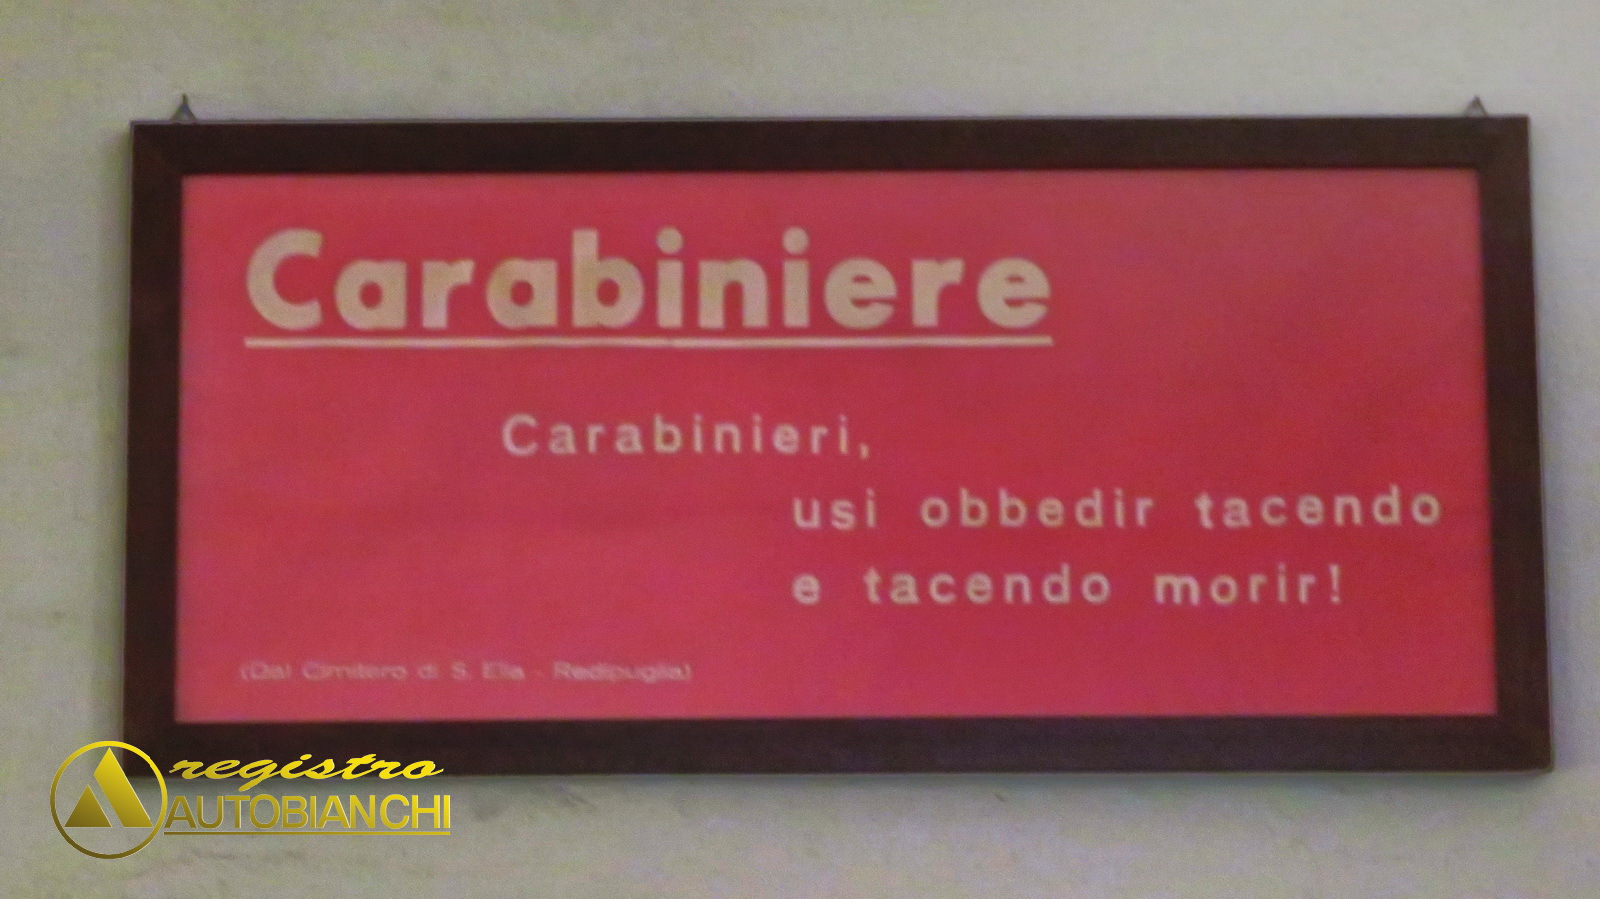 Carabiniere
Carabinieri,
usi obbedir tacendo
e tacendo morir!
(Dal Cimitero di S. Elia - Redipuglia)
registro
AUTOBIANCHI